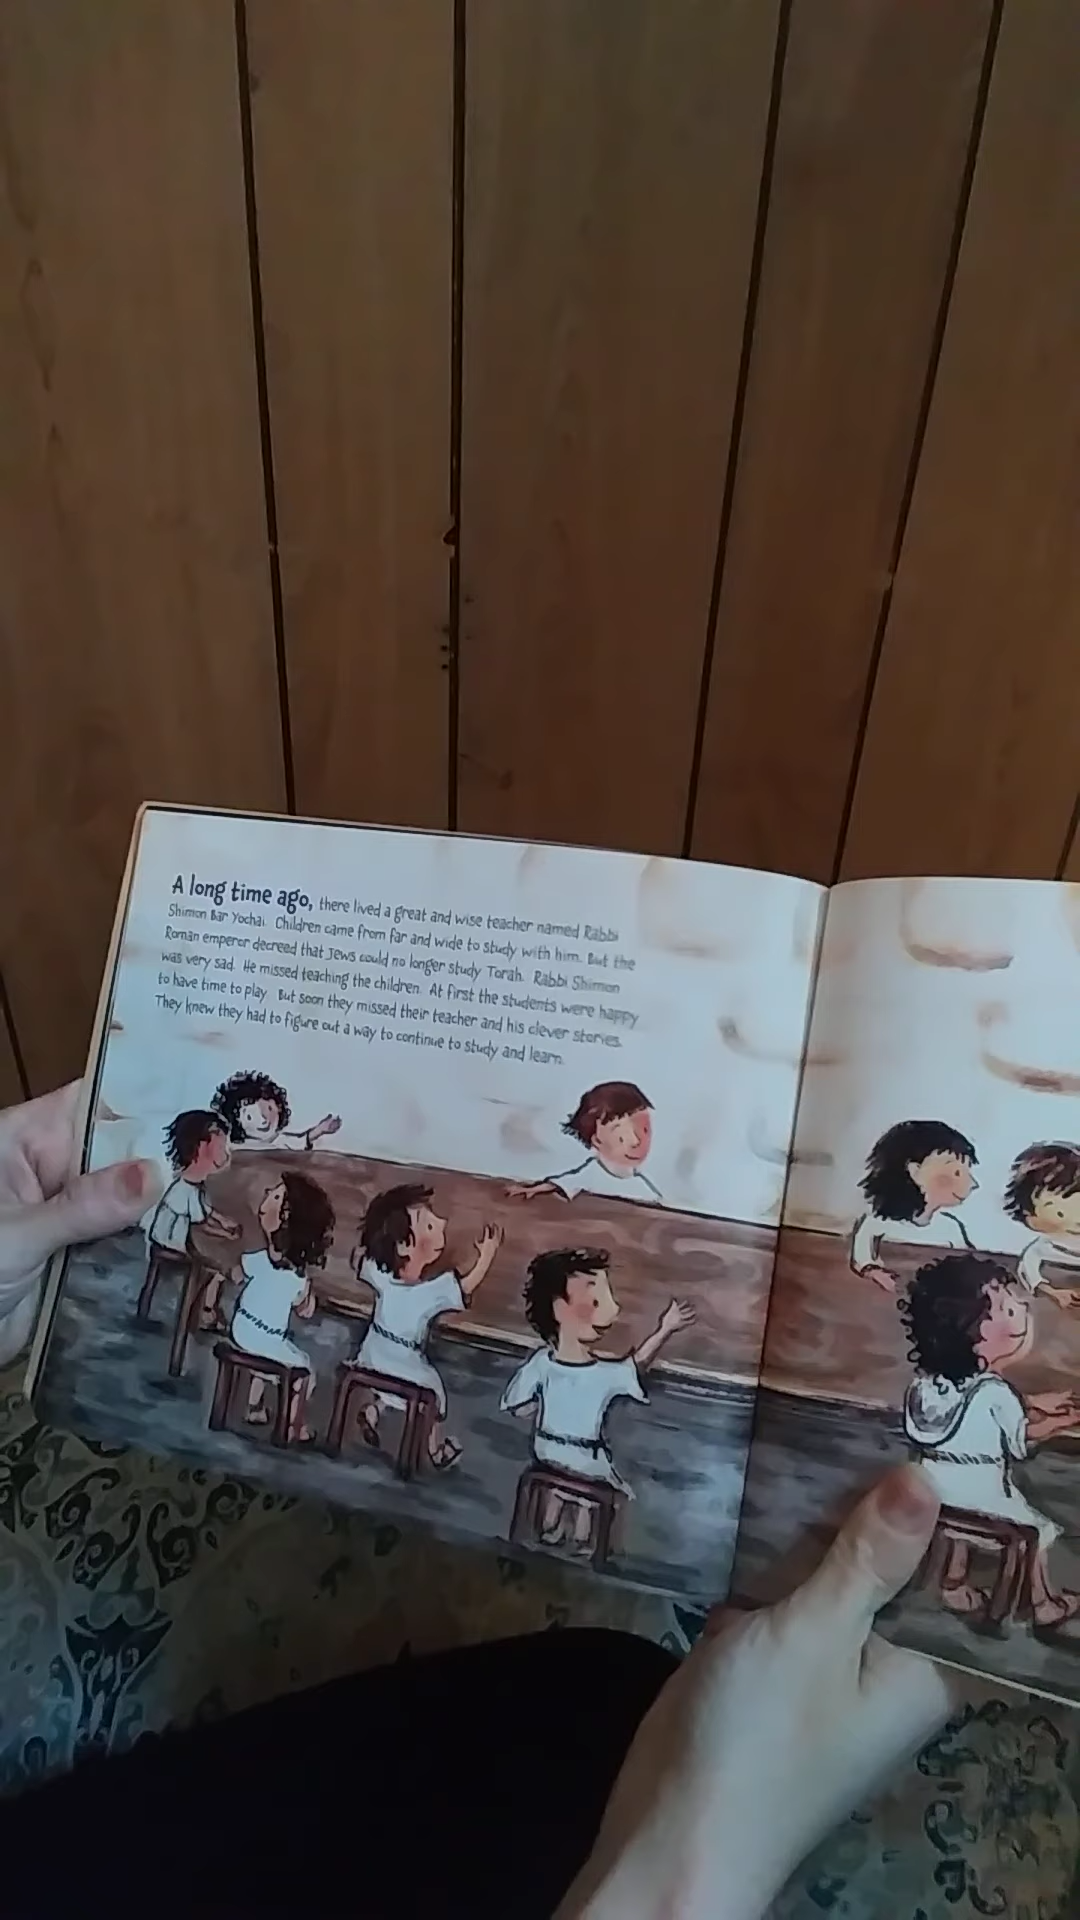 A long time ago, there lived a great and wise teacher named Rabbi
Shimon Bar Yochai. Children came from far and wide to study with him. But the
Roman emperor decreed that Jews could no longer study Torah. Rabbi Shimon
was very sad. He missed teaching the children. At first the students were happy
to have time to play. But soon they missed their teacher and his clever stories.
They knew they had to figure out a way to continue to study and learn.